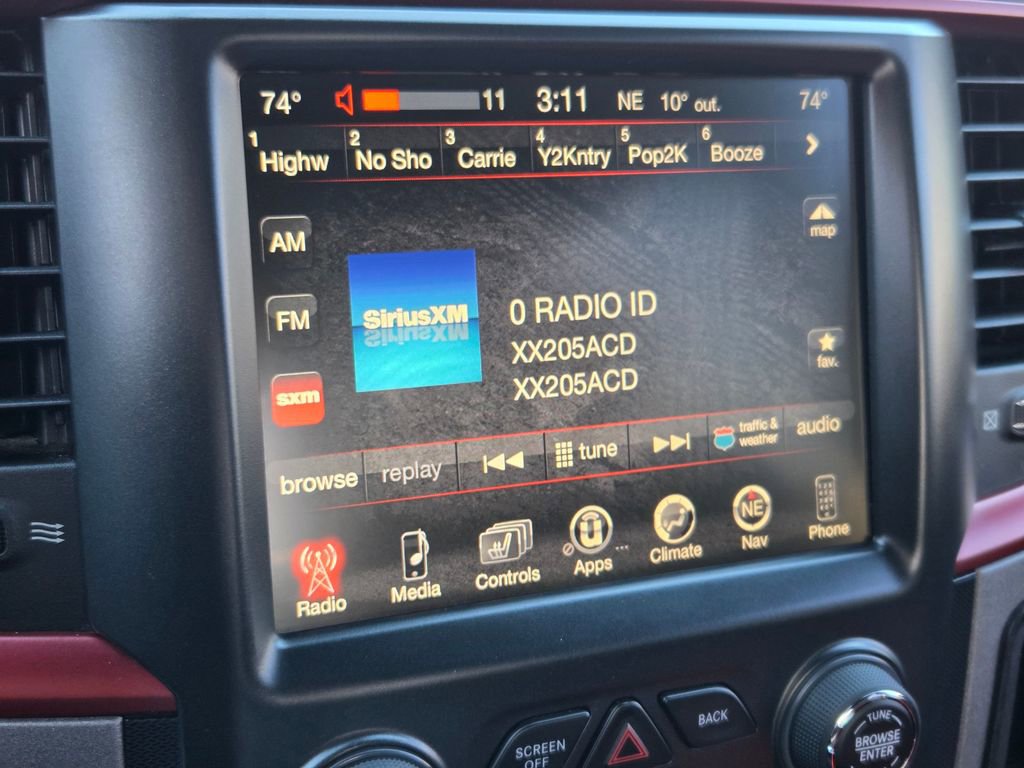 74° 11 3:11 NE 10° out. 74°
1 Highw 2 No Sho 3 Carrie 4 Y2Kntry 5 Pop2K 6 Booze
AM
map
SiriusXM
0 RADIO ID
FM
XX205ACD
fav.
sxm
XX205ACD
browse replay tune traffic & weather audio
Radio Media Controls Apps Climate NE Nav Phone
SCREEN OFF
BACK
TUNE
BROWSE
ENTER